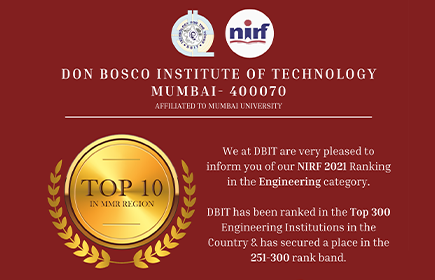 nirf
DON BOSCO INSTITUTE OF TECHNOLOGY
MUMBAI- 400070
AFFILIATED TO MUMBAI UNIVERSITY
TOP 10
IN MMR REGION
We at DBIT are very pleased to
inform you of our NIRF 2021 Ranking
in the Engineering category.
DBIT has been ranked in the Top 300
Engineering Institutions in the
Country & has secured a place in the
251-300 rank band.